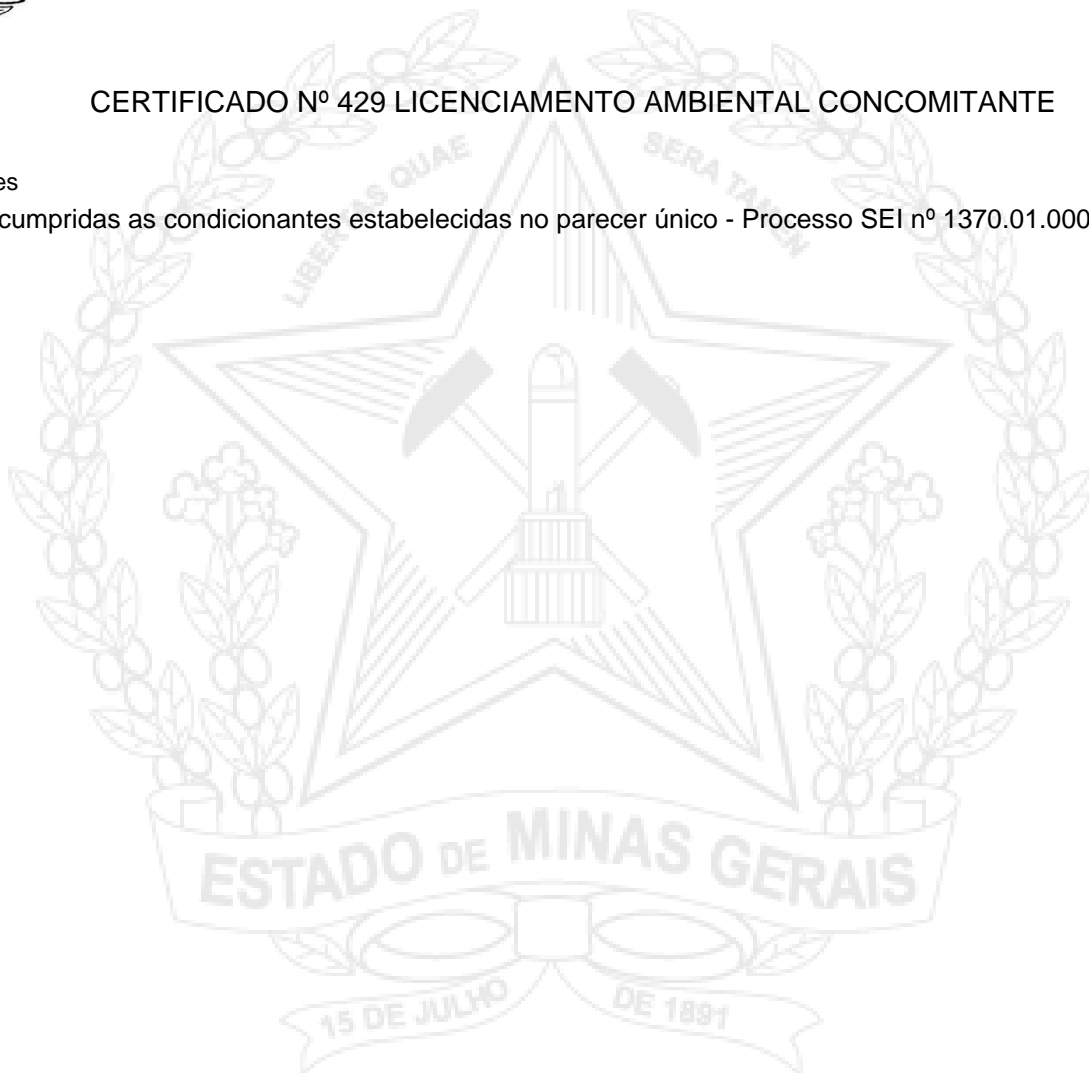 CERTIFICADO Nº 429 LICENCIAMENTO AMBIENTAL CONCOMITANTE
es
cumpridas as condicionantes estabelecidas no parecer único - Processo SEI nº 1370.01.000
LIBERTAS QUAE SERA TAMEN
ESTADO DE MINAS GERAIS
15 DE JULHO DE 1891